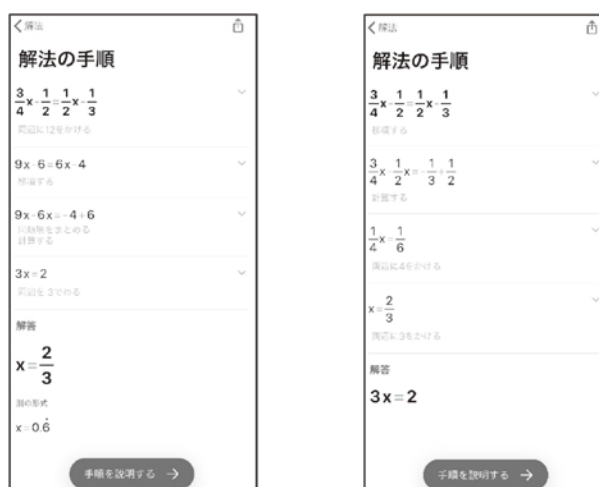 解法
解法の手順
3/4x-1/2=1/2x-1/3
両辺に12をかける
9x-6=6x-4
移項する
9x-6x=-4+6
同類項をまとめる
計算する
3x=2
両辺を3でわる
解答
x=2/3
別の形式
x=0.6̇
手順を説明する →
解法
解法の手順
3/4x-1/2=1/2x-1/3
移項する
3/4x-1/2x=-1/3+1/2
計算する
1/4x=1/6
両辺に4をかける
x=2/3
両辺に3をかける
解答
3x=2
手順を説明する →